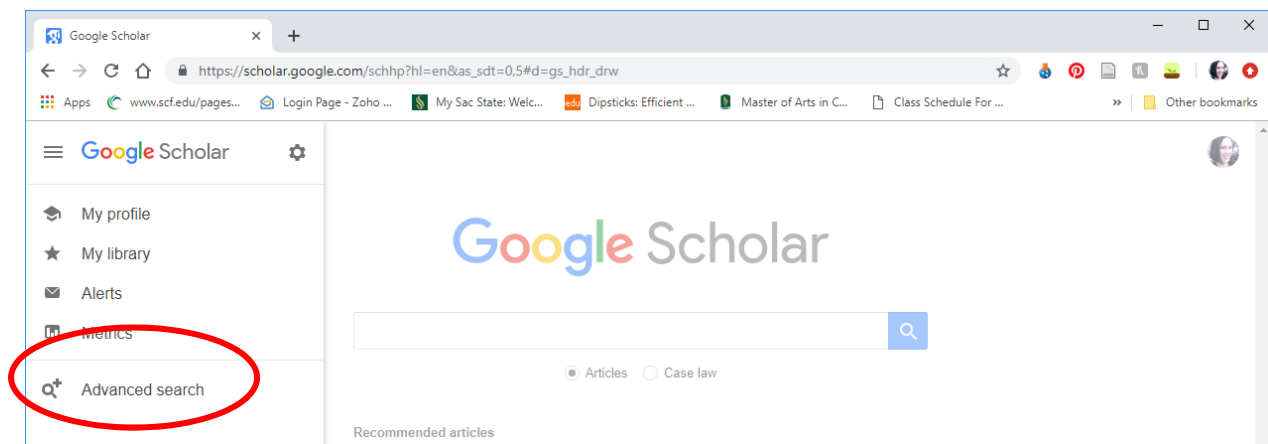 Google Scholar
https://scholar.google.com/schhp?hl=en&as_sdt=0,5#d=gs_hdr_drw
Apps www.scf.edu/pages... Login Page - Zoho ... My Sac State: Welc... edu Dipsticks: Efficient ... Master of Arts in C... Class Schedule For ... » Other bookmarks
Google Scholar
My profile
My library
Alerts
Metrics
Advanced search
Google Scholar
Articles Case law
Recommended articles